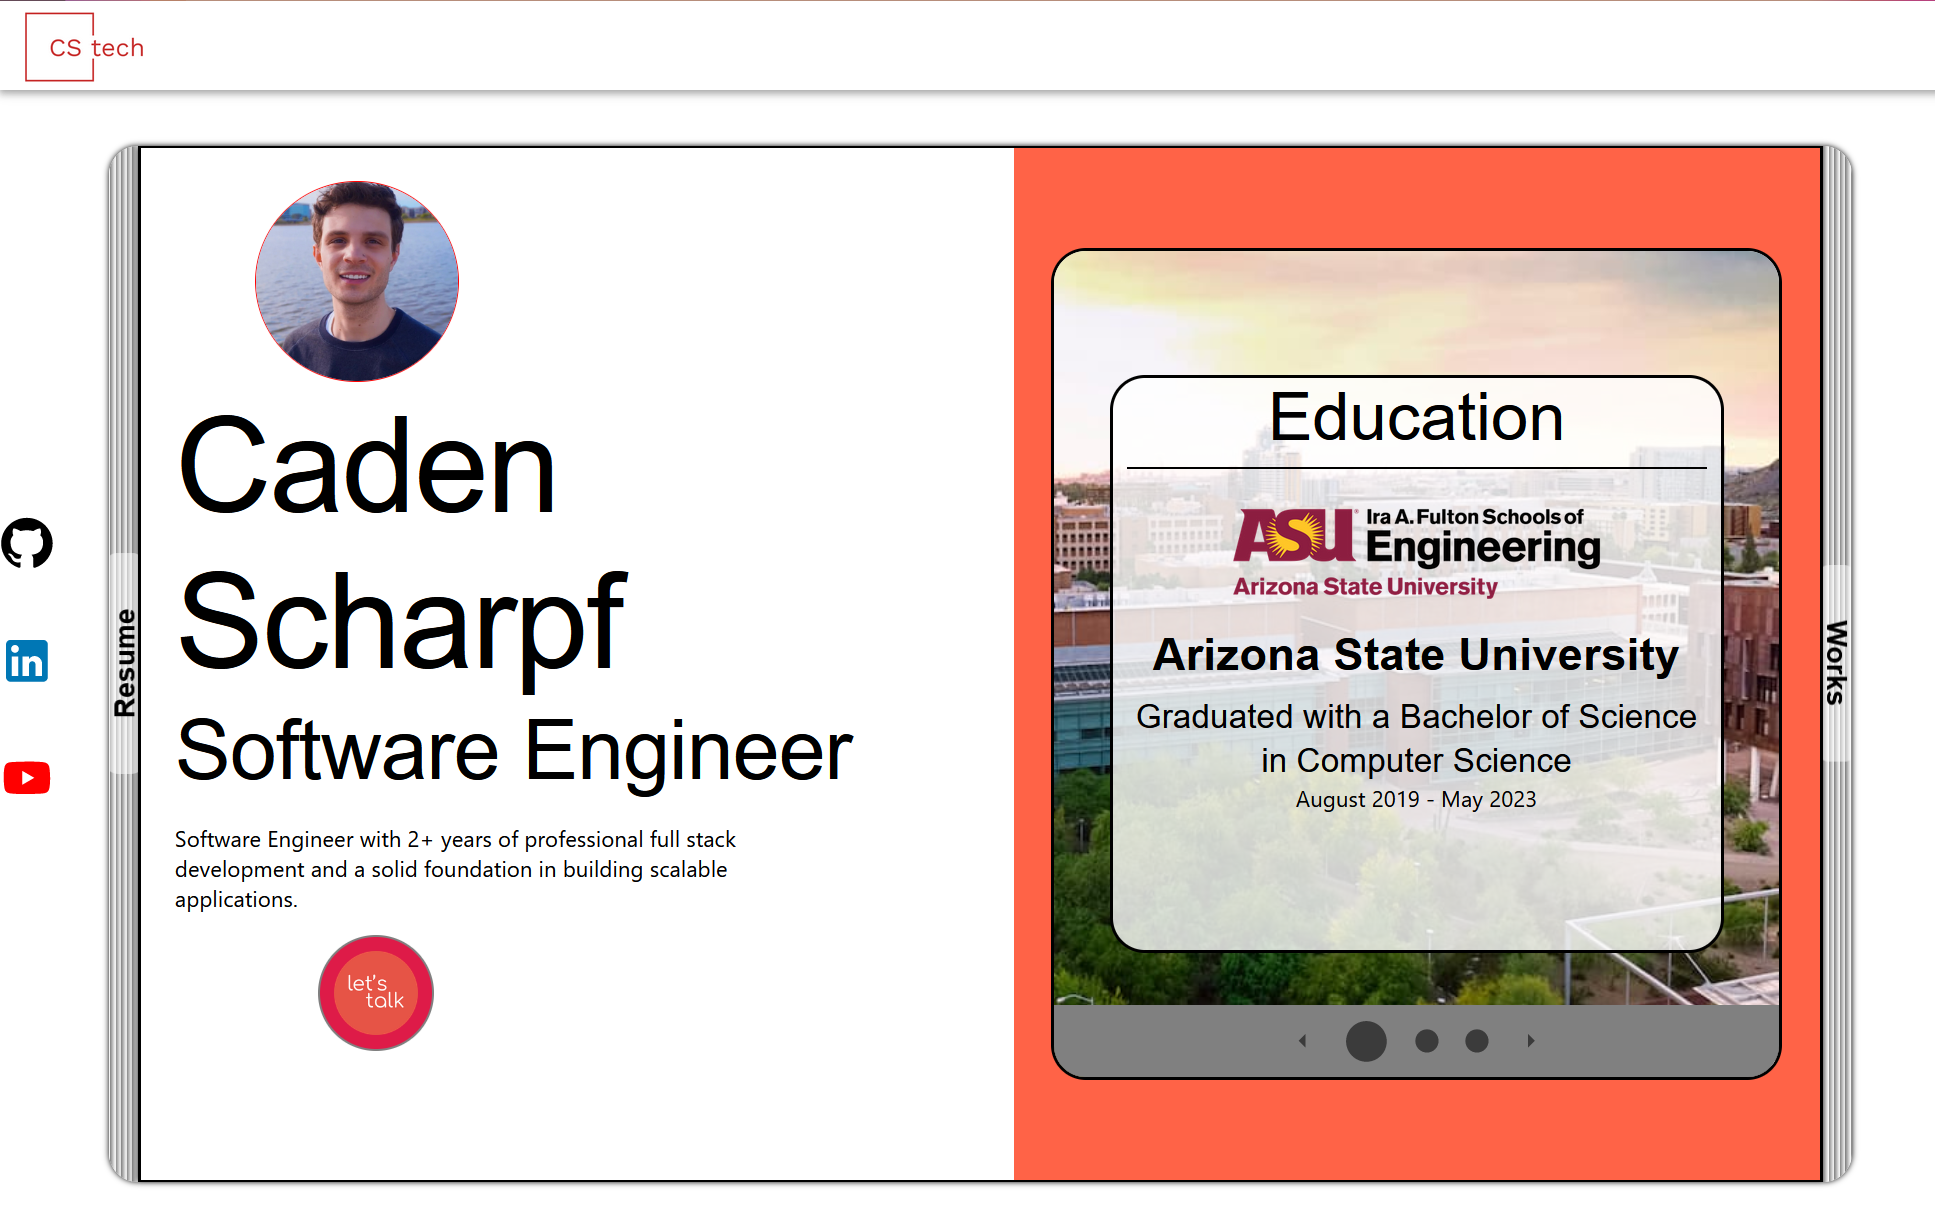 CS tech
Caden
Scharpf
Software Engineer
Software Engineer with 2+ years of professional full stack
development and a solid foundation in building scalable
applications.
let's
talk
Resume
Education
ASU Ira A. Fulton Schools of
Engineering
Arizona State University
Arizona State University
Graduated with a Bachelor of Science
in Computer Science
August 2019 - May 2023
Works
in